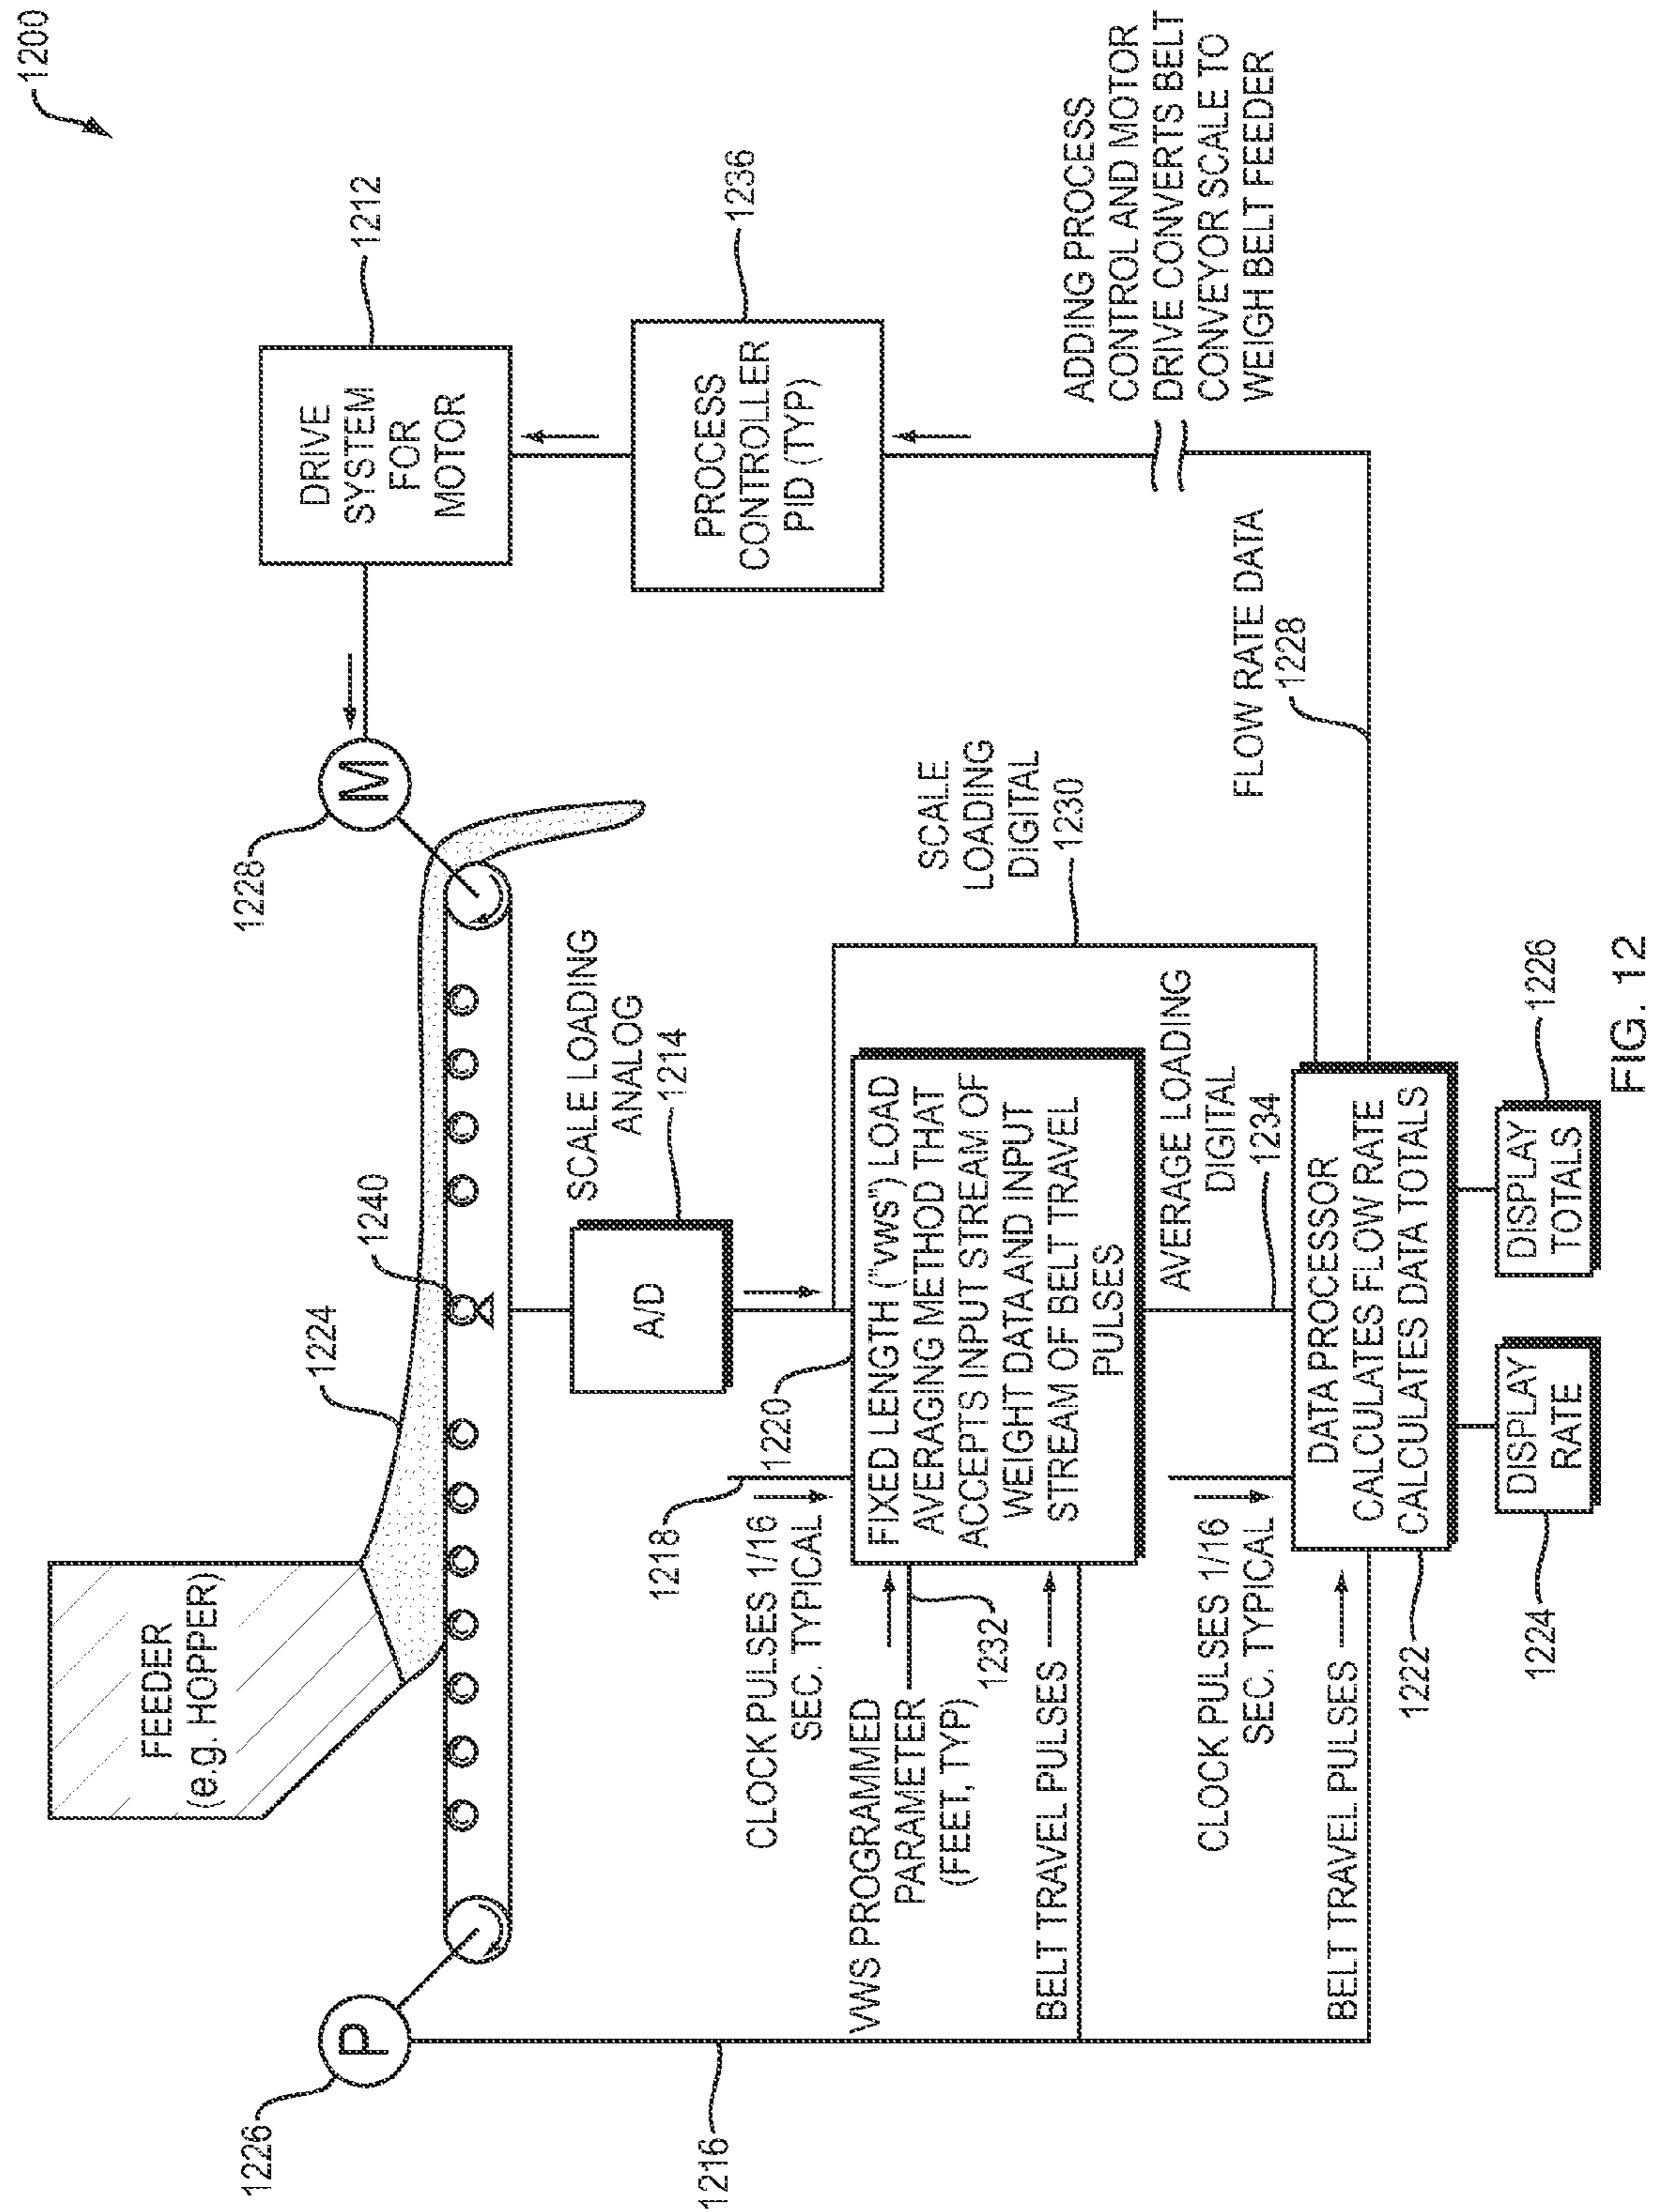 1200
FEEDER
(e.g. HOPPER)
1224
1240
1226
P
1228
M
DRIVE
SYSTEM
FOR
MOTOR
1212
SCALE LOADING
ANALOG
1214
A/D
1216
1218
CLOCK PULSES 1/16
SEC. TYPICAL
1220
VWS PROGRAMMED
PARAMETER
(FEET, TYP)
1232
BELT TRAVEL PULSES
FIXED LENGTH ("vws") LOAD
AVERAGING METHOD THAT
ACCEPTS INPUT STREAM OF
WEIGHT DATA AND INPUT
STREAM OF BELT TRAVEL
PULSES
SCALE
LOADING
DIGITAL
1230
PROCESS
CONTROLLER
PID (TYP)
1236
AVERAGE LOADING
DIGITAL
1234
CLOCK PULSES 1/16
SEC. TYPICAL
BELT TRAVEL PULSES
1222
DATA PROCESSOR
CALCULATES FLOW RATE
CALCULATES DATA TOTALS
FLOW RATE DATA
1228
ADDING PROCESS
CONTROL AND MOTOR
DRIVE CONVERTS BELT
CONVEYOR SCALE TO
WEIGH BELT FEEDER
1224
DISPLAY
RATE
DISPLAY
TOTALS
1226
FIG. 12